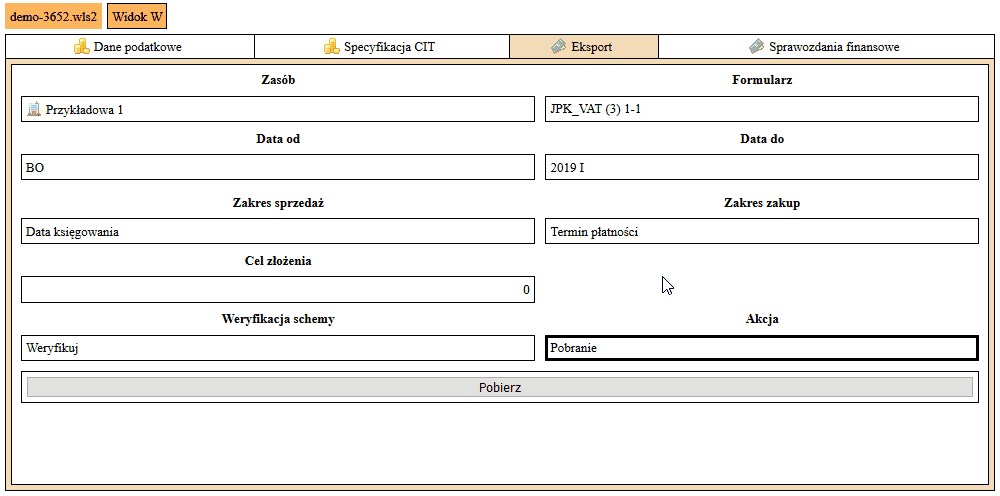 demo-3652.wls2 Widok W
Dane podatkowe Specyfikacja CIT Eksport Sprawozdania finansowe
Zasób Formularz
Przykładowa 1 JPK_VAT (3) 1-1
Data od Data do
BO 2019 I
Zakres sprzedaż Zakres zakup
Data księgowania Termin płatności
Cel złożenia
0
Weryfikacja schemy Akcja
Weryfikuj Pobranie
Pobierz